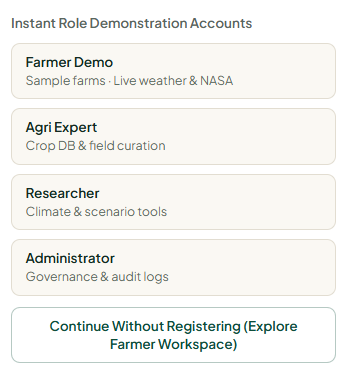 Instant Role Demonstration Accounts
Farmer Demo
Sample farms · Live weather & NASA
Agri Expert
Crop DB & field curation
Researcher
Climate & scenario tools
Administrator
Governance & audit logs
Continue Without Registering (Explore
Farmer Workspace)